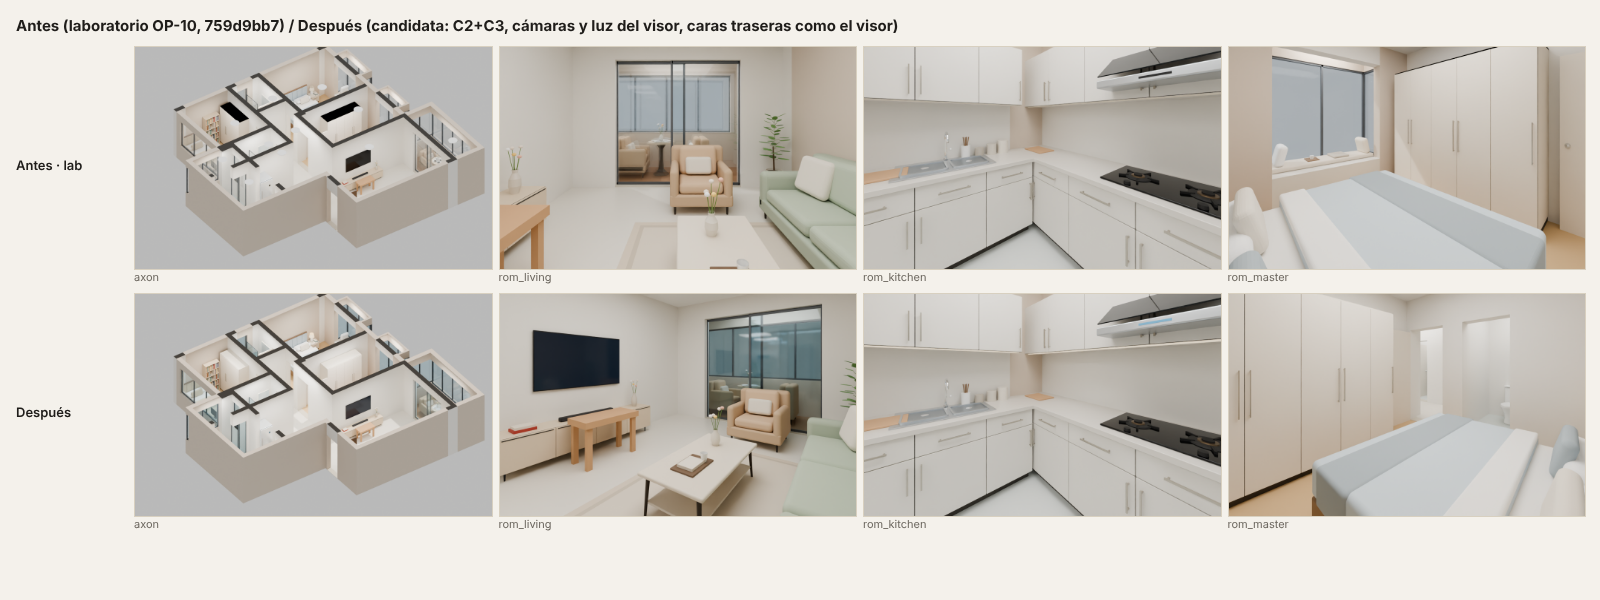 Antes (laboratorio OP-10, 759d9bb7) / Después (candidata: C2+C3, cámaras y luz del visor, caras traseras como el visor)
Antes · lab
axon
rom_living
rom_kitchen
rom_master
Después
axon
rom_living
rom_kitchen
rom_master